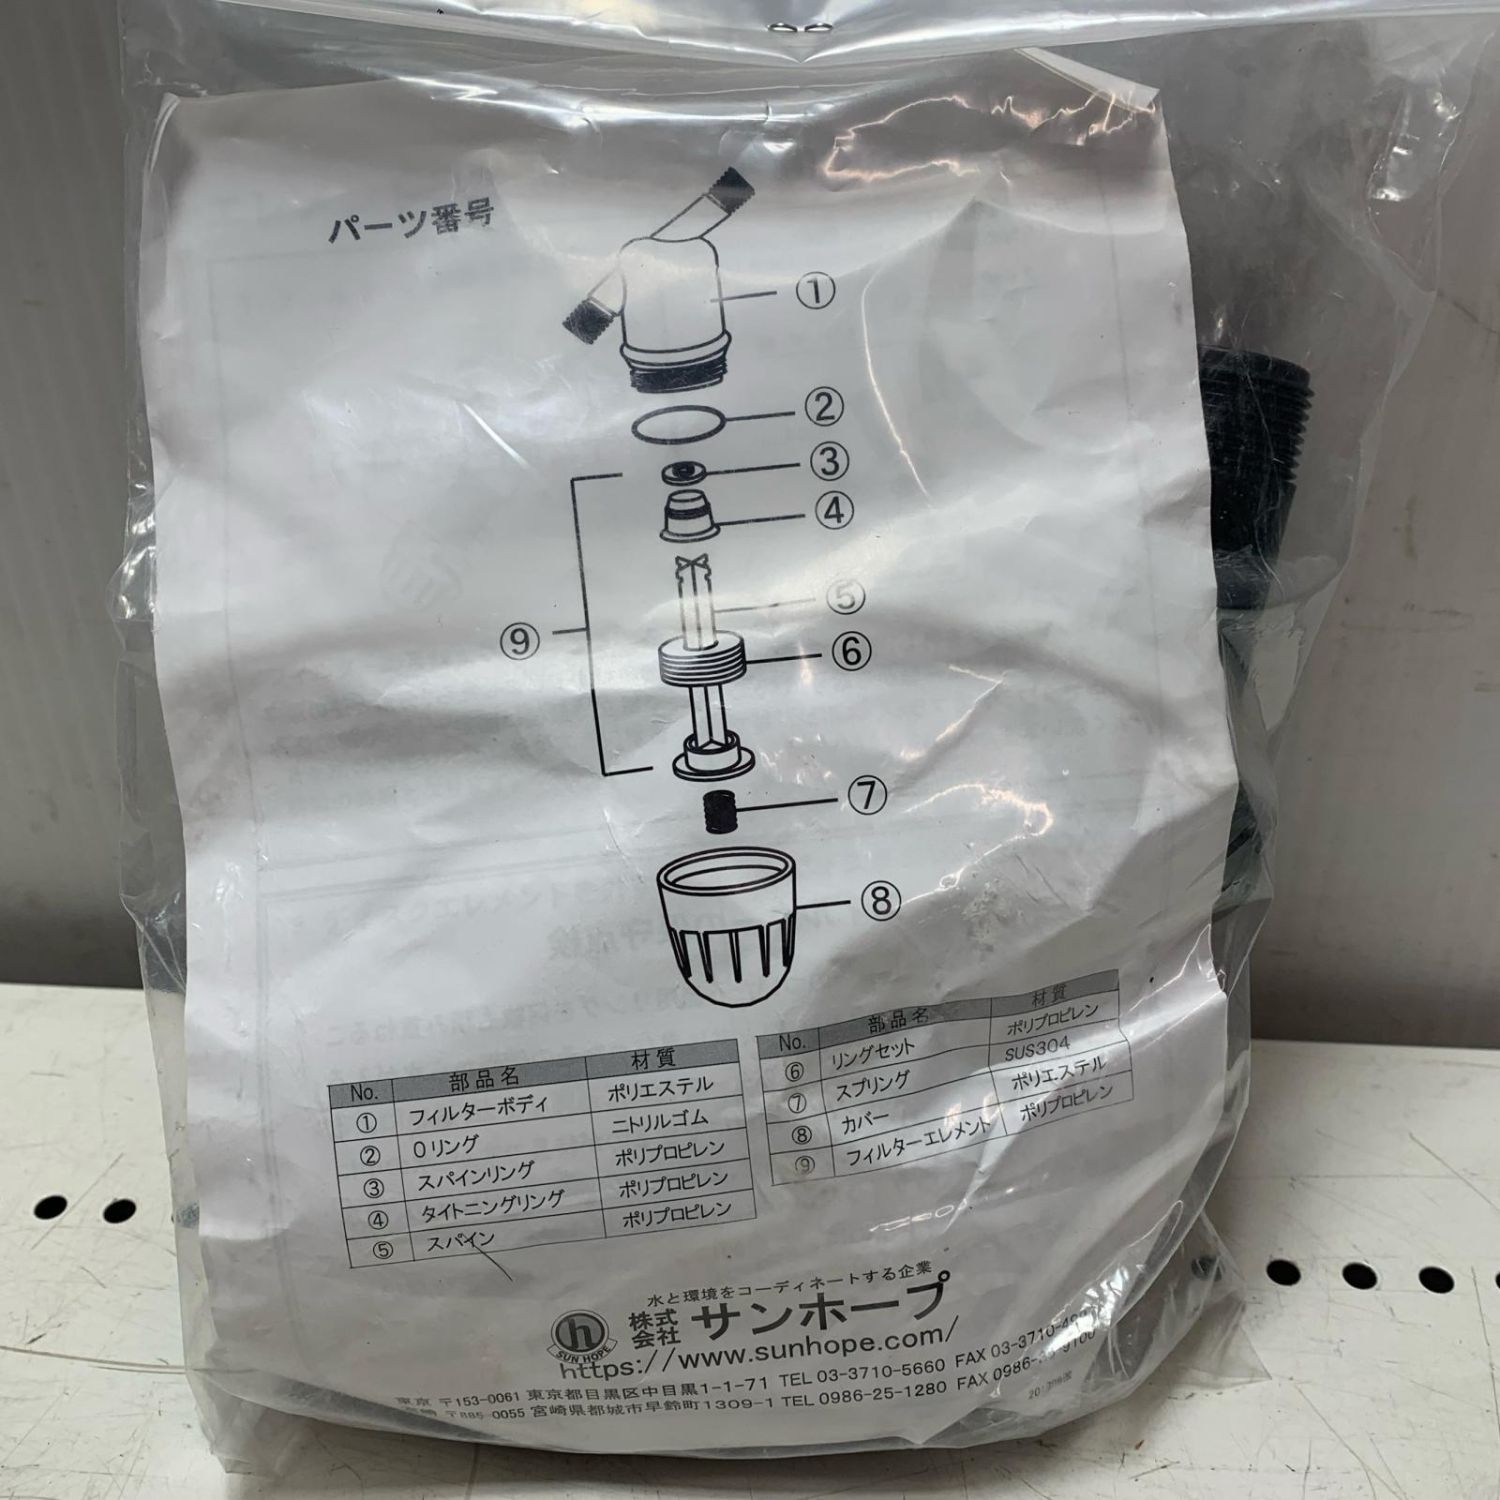 パーツ番号
①
②
③
④
⑤
⑥
⑦
⑧
⑨
No. 部品名 材質
① フィルターボディ ポリエステル
② Oリング ニトリルゴム
③ スパインリング ポリプロピレン
④ タイトニングリング ポリプロピレン
⑤ スパイン ポリプロピレン
No. 部品名 材質
⑥ リングセット ポリプロピレン
⑦ スプリング SUS304
⑧ カバー ポリエステル
⑨ フィルターエレメント ポリプロピレン
水と環境をコーディネートする企業
h SUN HOPE
株式会社 サンホープ
https://www.sunhope.com/
東京 〒153-0061 東京都目黒区中目黒1-1-71 TEL 03-3710-5660 FAX 03-3710-
〒885-0055 宮崎県都城市早鈴町1309-1 TEL 0986-25-1280 FAX 0986-